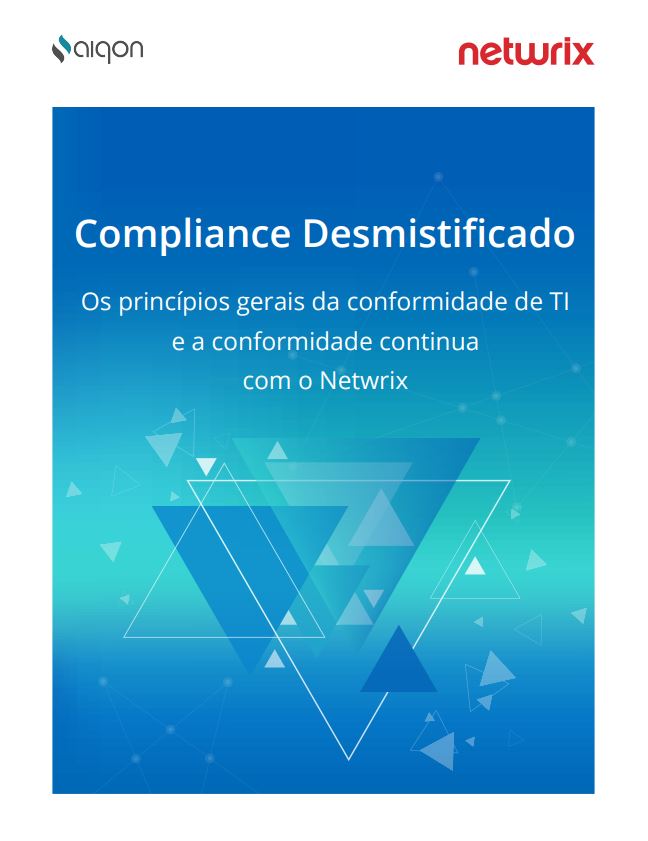 aiqon
netwrix
Compliance Desmistificado
Os princípios gerais da conformidade de TI
e a conformidade continua
com o Netwrix